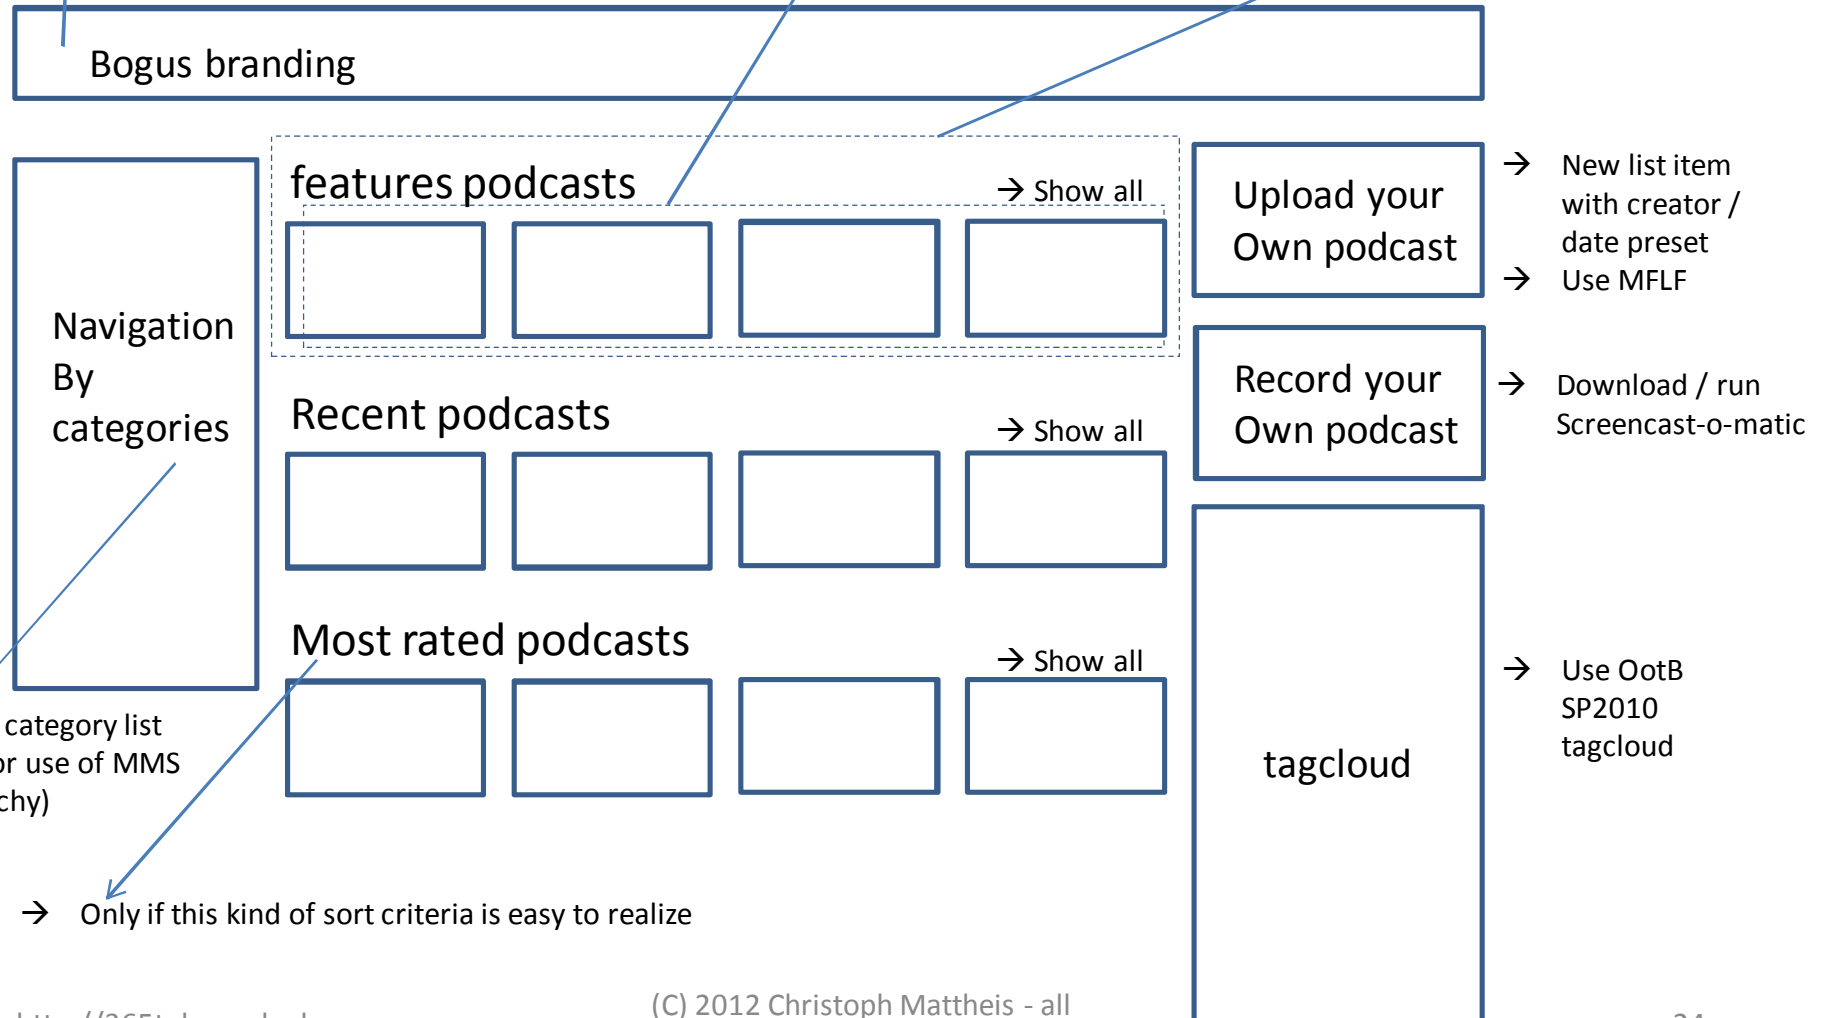 Bogus branding
features podcasts
→ Show all
Navigation
By
categories
Recent podcasts
→ Show all
Most rated podcasts
→ Show all
Upload your
Own podcast
→ New list item
with creator /
date preset
→ Use MFLF
Record your
Own podcast
→ Download / run
Screencast-o-matic
tagcloud
→ Use OotB
SP2010
tagcloud
category list
or use of MMS
chy)
→ Only if this kind of sort criteria is easy to realize
(C) 2012 Christoph Mattheis - all